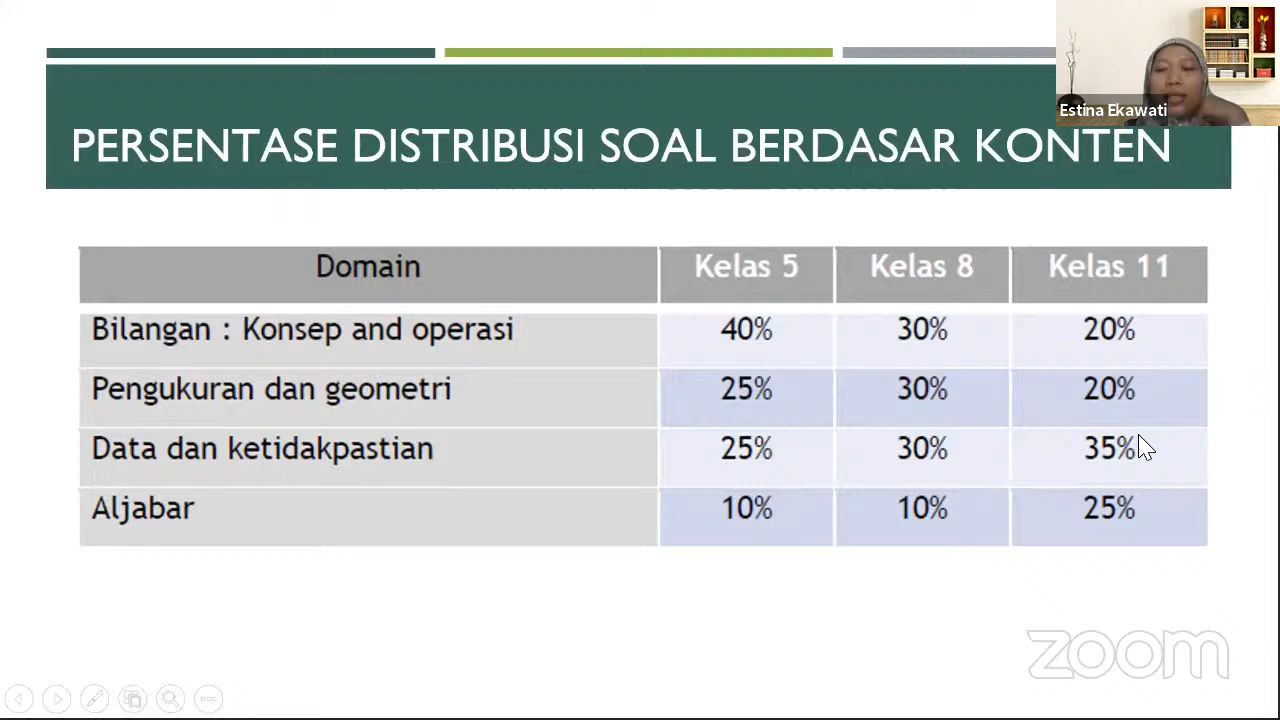 Estina Ekawati
PERSENTASE DISTRIBUSI SOAL BERDASAR KONTEN
Domain Kelas 5 Kelas 8 Kelas 11
Bilangan : Konsep and operasi 40% 30% 20%
Pengukuran dan geometri 25% 30% 20%
Data dan ketidakpastian 25% 30% 35%
Aljabar 10% 10% 25%
zoom